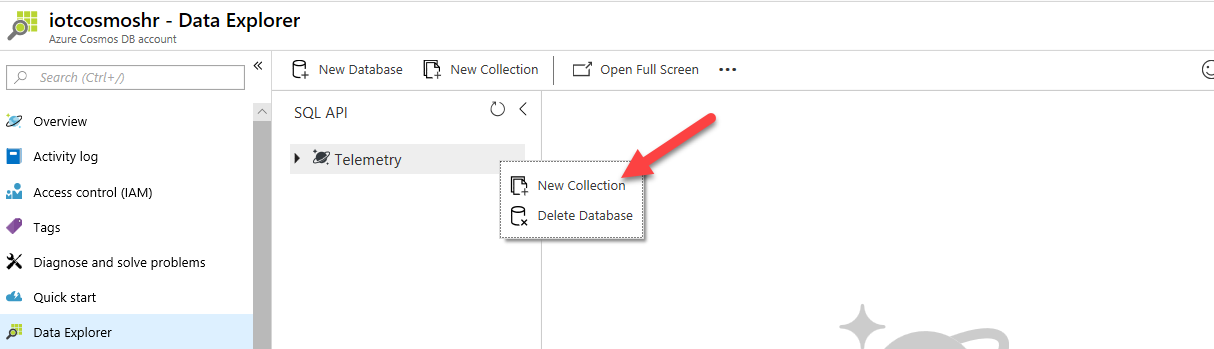 iotcosmoshr - Data Explorer
Azure Cosmos DB account
Search (Ctrl+/)
«
New Database
New Collection
Open Full Screen
...
Overview
Activity log
Access control (IAM)
Tags
Diagnose and solve problems
Quick start
Data Explorer
SQL API
Telemetry
New Collection
Delete Database